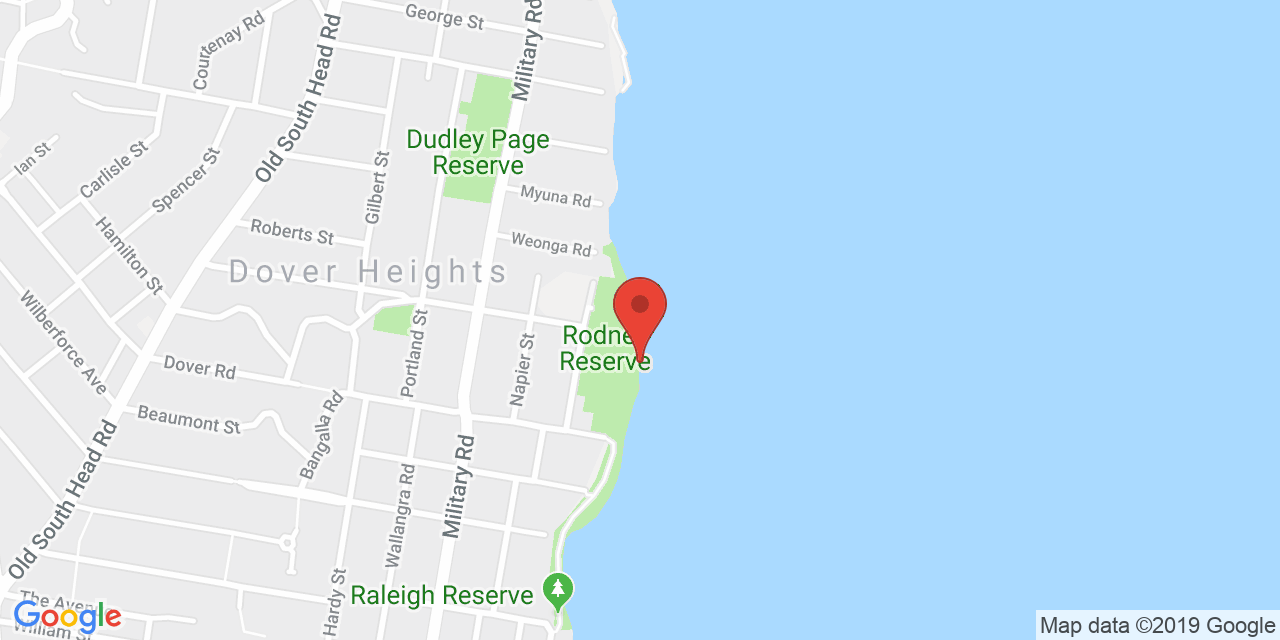 George St
Courtenay Rd
Military Rd
Old South Head Rd
Dudley Page
Reserve
Ian St
Carlisle St
Spencer St
Gilbert St
Myuna Rd
Roberts St
Weonga Rd
Hamilton St
Dover Heights
Wilberforce Ave
Portland St
Napier St
Rodne
Reserve
Dover Rd
Beaumont St
Bangalla Rd
Old South Head Rd
Military Rd
Wallangra Rd
Hardy St
Raleigh Reserve
The Avenue
William St
Google
Map data ©2019 Google